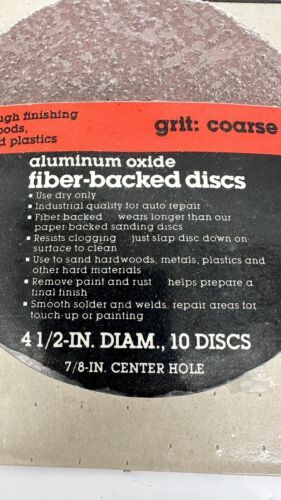 ugh finishing
oods,
d plastics
grit: coarse
aluminum oxide
fiber-backed discs
▪ Use dry only
▪ Industrial quality for auto repair
▪ Fiber backed ... wears longer than our
paper-backed sanding discs
▪ Resists clogging ... just slap disc down on
surface to clean
▪ Use to sand hardwoods, metals, plastics and
other hard materials
▪ Remove paint and rust ... helps prepare a
final finish
▪ Smooth solder and welds, repair areas for
touch-up or painting
4 1/2-IN. DIAM., 10 DISCS
7/8-IN. CENTER HOLE